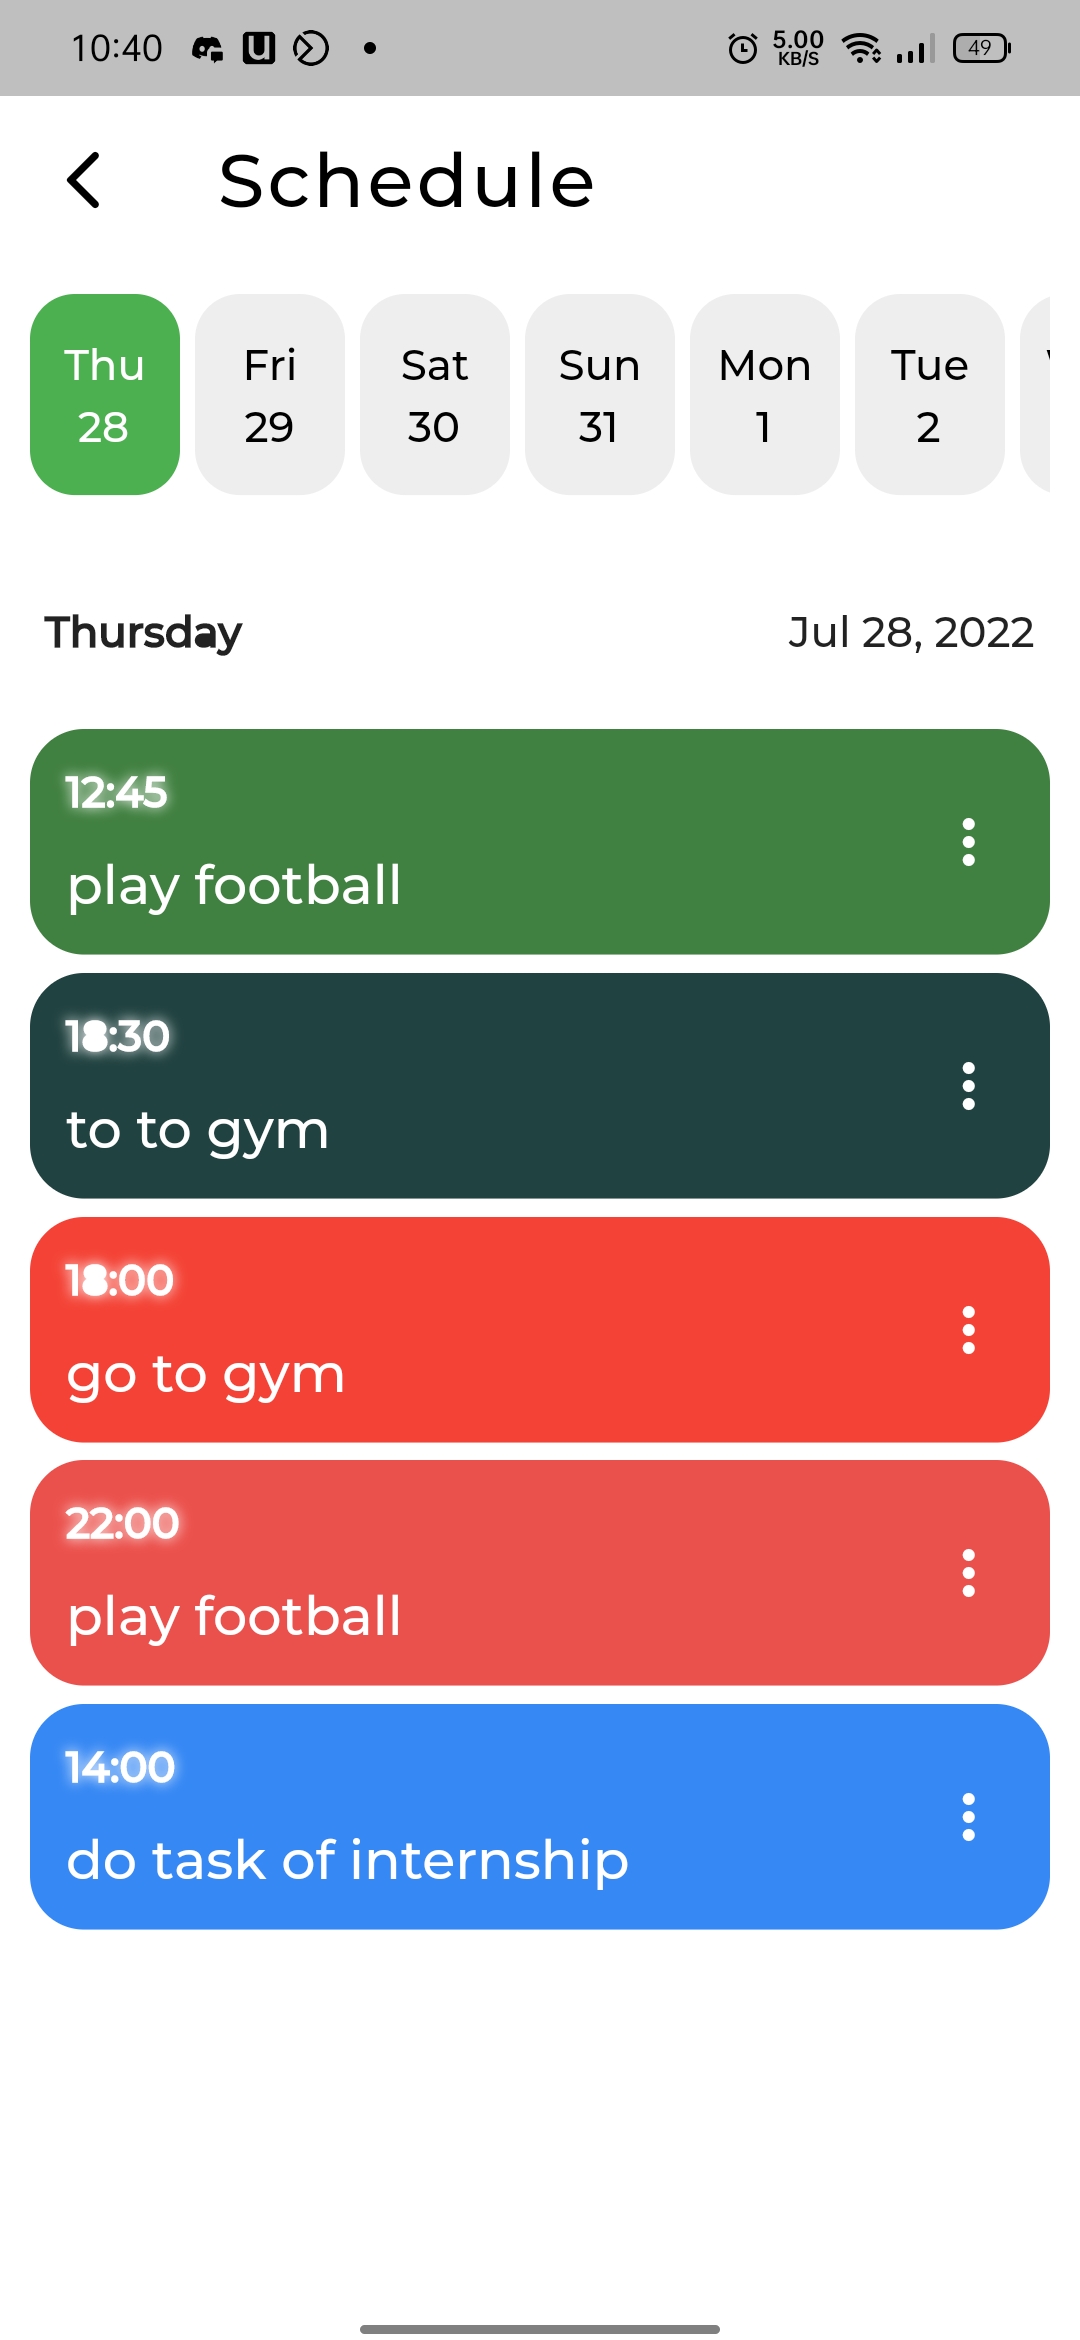 10:40 5.00 KB/S 49
Schedule
Thu Fri Sat Sun Mon Tue
28 29 30 31 1 2
Thursday Jul 28, 2022
12:45
play football
18:30
to to gym
18:00
go to gym
22:00
play football
14:00
do task of internship